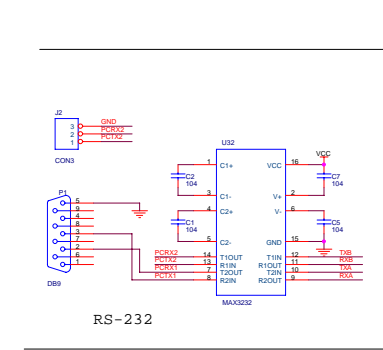 J2
3 GND
2 PCRX2
1 PCTX2
CON3
U32
1 C1+ VCC 16 VCC
C2 104
C7 104
3 C1- V+ 2
4 C2+ V- 6
C1 104
C5 104
5 C2- GND 15
PCRX2 14 T1OUT T1IN 12 TXB
PCTX2 13 R1IN R1OUT 11 RXB
PCRX1 7 T2OUT T2IN 10 TXA
PCTX1 8 R2IN R2OUT 9 RXA
MAX3232
P1
5
9
4
8
3
7
2
6
1
DB9
RS-232